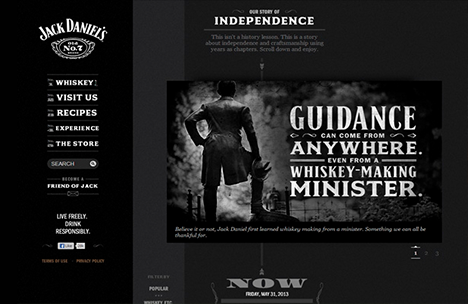 JACK DANIEL'S
OLD
No.7
BRAND
WHISKEY
VISIT US
RECIPES
EXPERIENCE
THE STORE
SEARCH
BECOME A
FRIEND OF JACK
LIVE FREELY.
DRINK
RESPONSIBLY.
Like
TERMS OF USE
PRIVACY POLICY
OUR STORY OF
INDEPENDENCE
This isn't a history lesson. This is a story
about independence and craftsmanship using
years as chapters. Scroll down and enjoy.
GUIDANCE
CAN COME FROM
ANYWHERE.
EVEN FROM A
WHISKEY-MAKING
MINISTER.
Believe it or not, Jack Daniel first learned whiskey making from a minister. Something we can all be
thankful for.
1 2 3
FILTER BY
POPULAR
NOW
FRIDAY, MAY 31, 2013